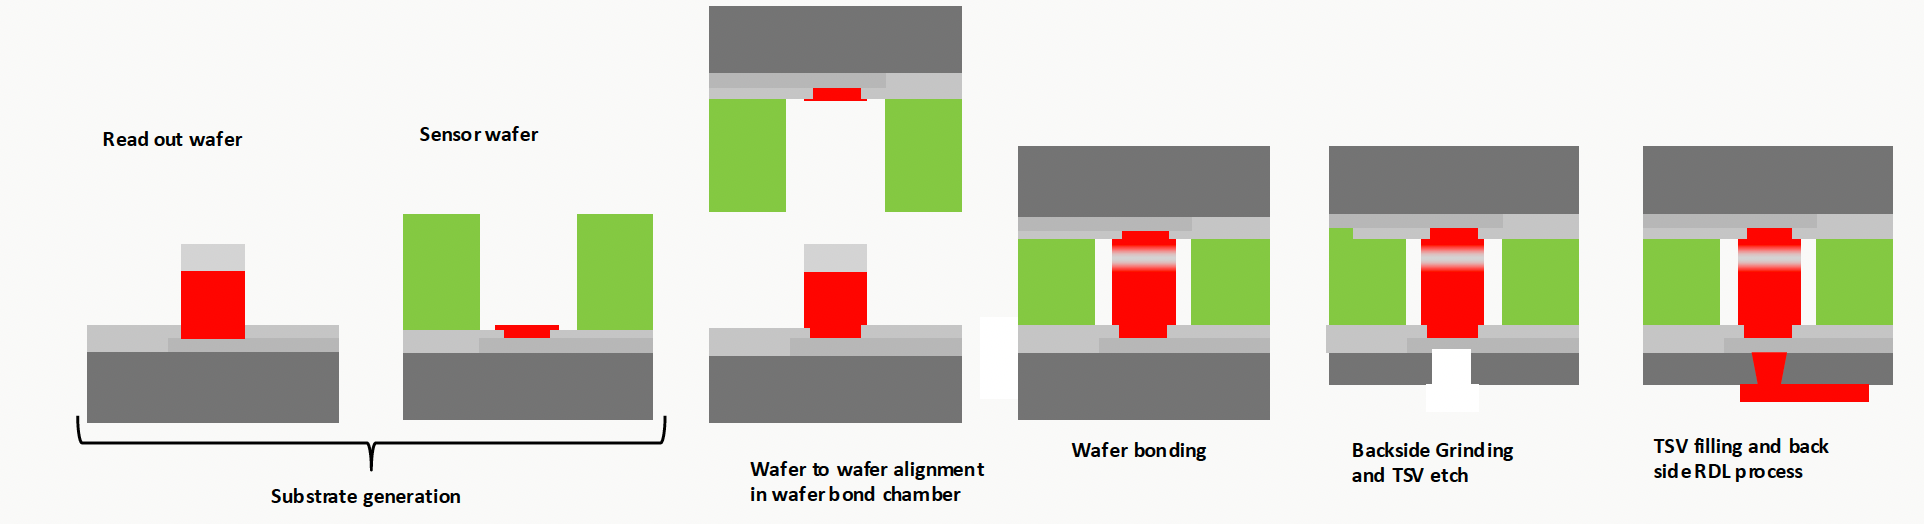 Read out wafer
Sensor wafer
Substrate generation
Wafer to wafer alignment
in wafer bond chamber
Wafer bonding
Backside Grinding
and TSV etch
TSV filling and back
side RDL process